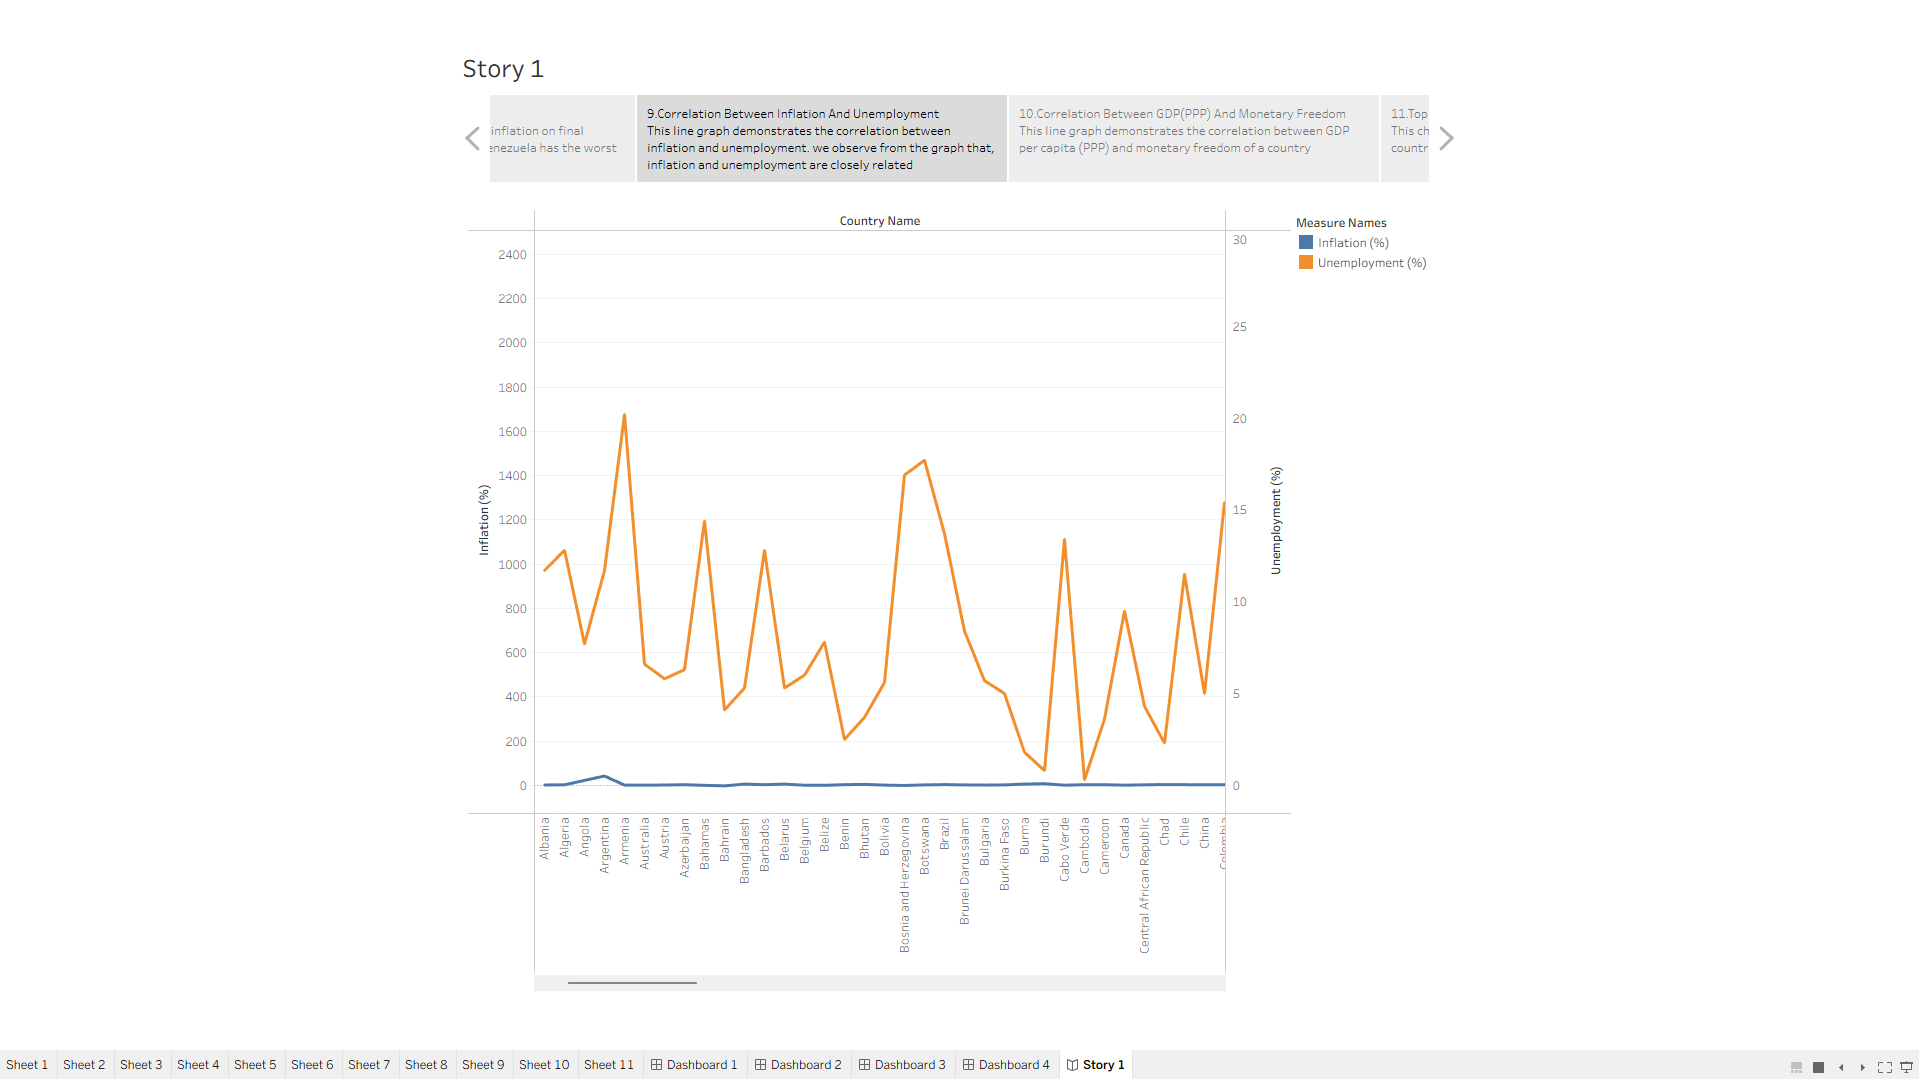 Story 1
inflation on final
enezuela has the worst
9.Correlation Between Inflation And Unemployment
This line graph demonstrates the correlation between
inflation and unemployment. we observe from the graph that,
inflation and unemployment are closely related
10.Correlation Between GDP(PPP) And Monetary Freedom
This line graph demonstrates the correlation between GDP
per capita (PPP) and monetary freedom of a country
11.Top
This ch
countr
Country Name
Measure Names
Inflation (%)
Unemployment (%)
2400
2200
2000
1800
1600
1400
1200
1000
800
600
400
200
0
Inflation (%)
30
25
20
15
10
5
0
Unemployment (%)
Albania
Algeria
Angola
Argentina
Armenia
Australia
Austria
Azerbaijan
Bahamas
Bahrain
Bangladesh
Barbados
Belarus
Belgium
Belize
Benin
Bhutan
Bolivia
Bosnia and Herzegovina
Botswana
Brazil
Brunei Darussalam
Bulgaria
Burkina Faso
Burma
Burundi
Cabo Verde
Cambodia
Cameroon
Canada
Central African Republic
Chad
Chile
China
Colombia
Sheet 1
Sheet 2
Sheet 3
Sheet 4
Sheet 5
Sheet 6
Sheet 7
Sheet 8
Sheet 9
Sheet 10
Sheet 11
Dashboard 1
Dashboard 2
Dashboard 3
Dashboard 4
Story 1